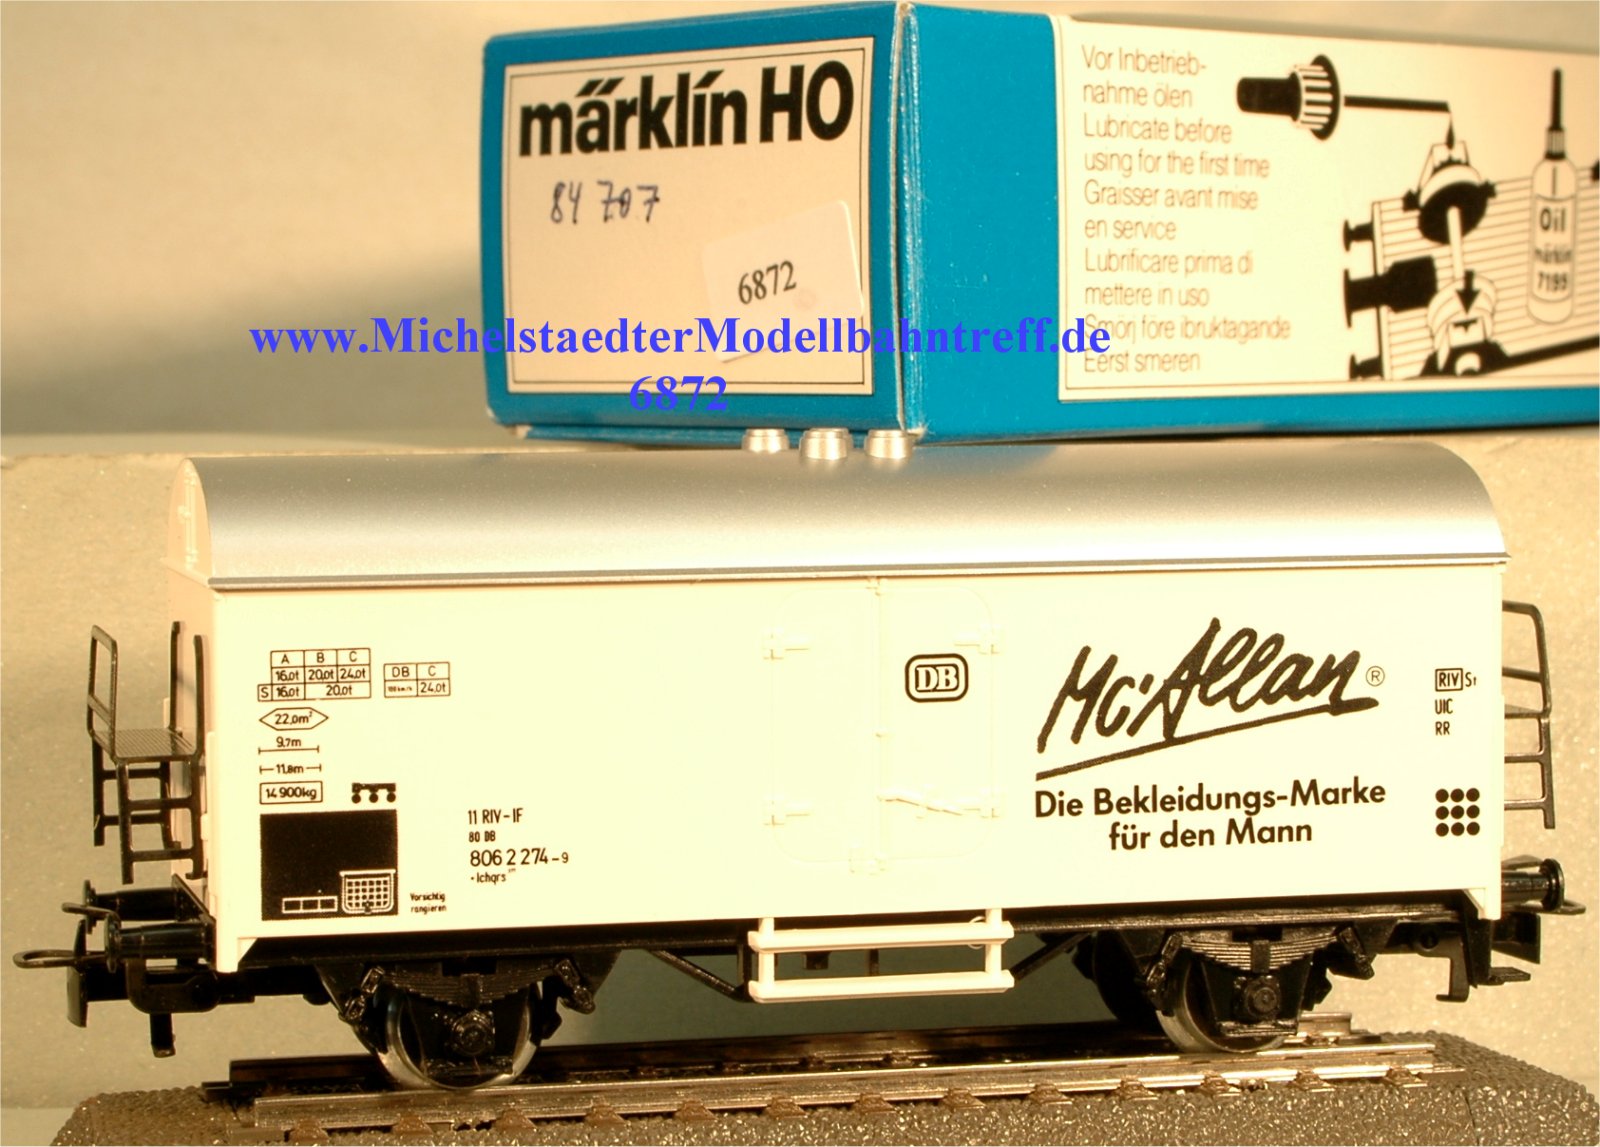 märklin HO
84 707
6872
Vor Inbetrieb-
nahme ölen
Lubricate before
using for the first time
Graisser avant mise
en service
Lubrificare prima di
mettere in uso
Smörj före ibruktagande
Eerst smeren
Oil
märklin
7199
www.MichelstaedterModellbahntreff.de
6872
A B C
16,0t 20,0t 24,0t
S 16,0t 20,0t
DB C
24,0t
22,0m²
9,7m
11,8m
14 900kg
11 RIV-IF
80 DB
806 2 274-9
Ichqrs
Vorsichtig
rangieren
DB
Mc·Allan ®
Die Bekleidungs-Marke
für den Mann
RIV St
UIC
RR